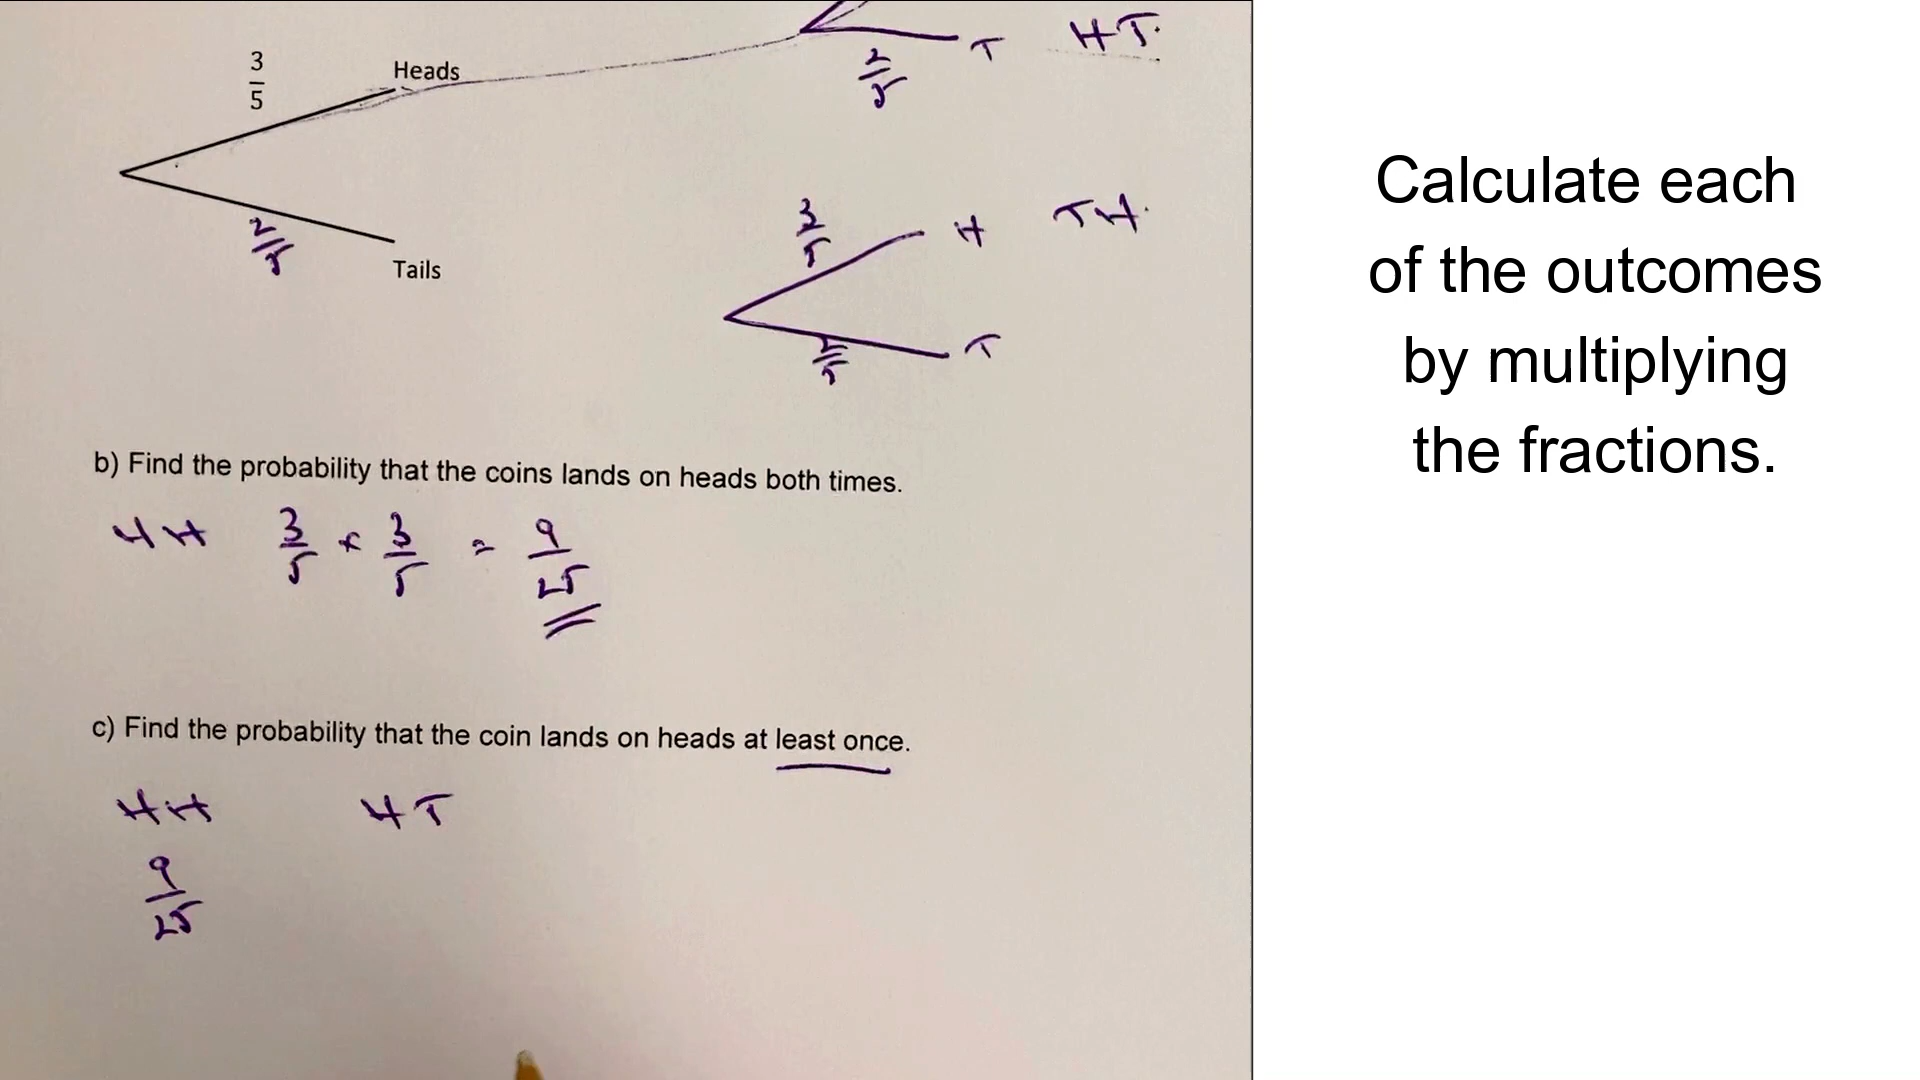 3/5
Heads
2/5
T
HT.
2/5
Tails
3/5
H
TH.
2/5
T
b) Find the probability that the coins lands on heads both times.
HH 3/5 × 3/5 = 9/25
c) Find the probability that the coin lands on heads at least once.
HH HT
9/25
Calculate each
of the outcomes
by multiplying
the fractions.